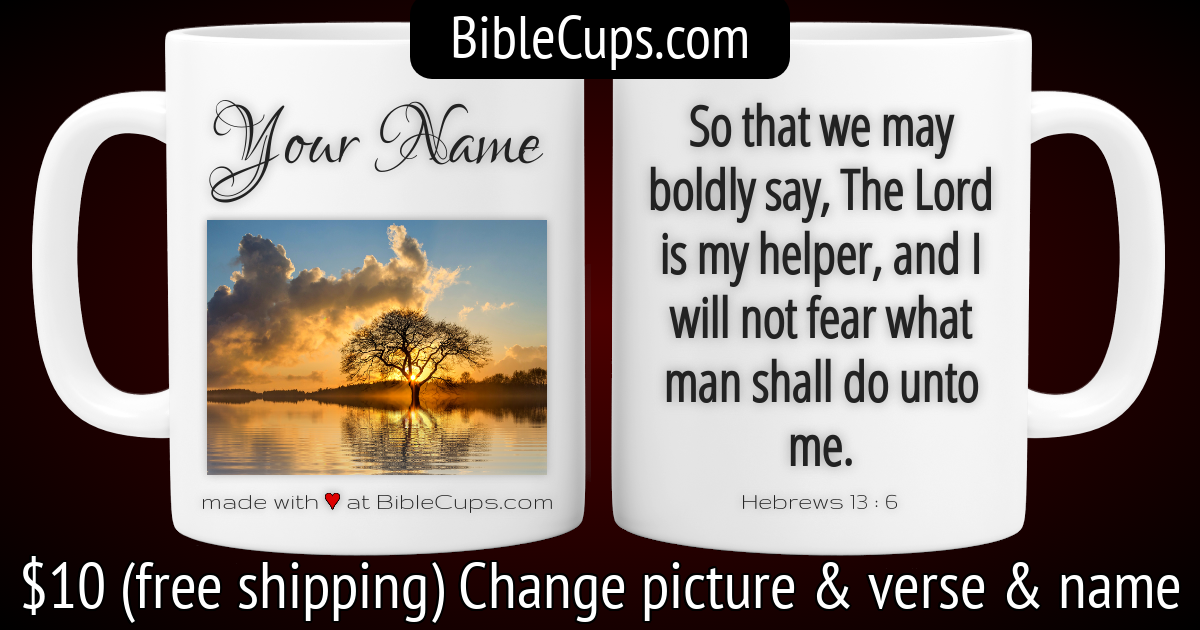 BibleCups.com
Your Name
made with ♥ at BibleCups.com
So that we may
boldly say, The Lord
is my helper, and I
will not fear what
man shall do unto
me.
Hebrews 13 : 6
$10 (free shipping) Change picture & verse & name